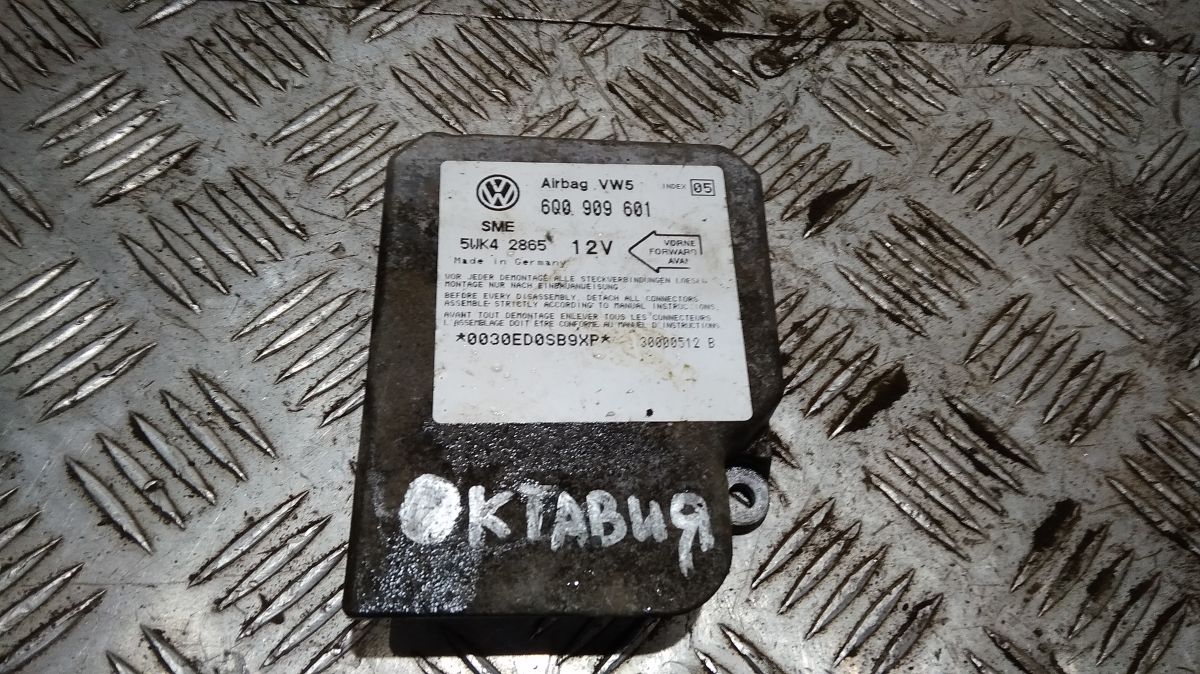 Airbag VW5 INDEX 05
6Q0 909 601
SME
5WK4 2865 12V
VORNE
FORWARD
AVANT
Made in Germany
VOR JEDER DEMONTAGE ALLE STECKVERBINDUNGEN LOESEN
MONTAGE NUR NACH EINBAUANWEISUNG
BEFORE EVERY DISASSEMBLY, DETACH ALL CONNECTORS
ASSEMBLE STRICTLY ACCORDING TO MANUAL INSTRUCTIONS
AVANT TOUT DEMONTAGE ENLEVER TOUS LES CONNECTEURS
L'ASSEMBLAGE DOIT ETRE CONFORME AU MANUEL D'INSTRUCTIONS
*0030ED0SB9XP* 30000512 B
ОКТАВИЯ